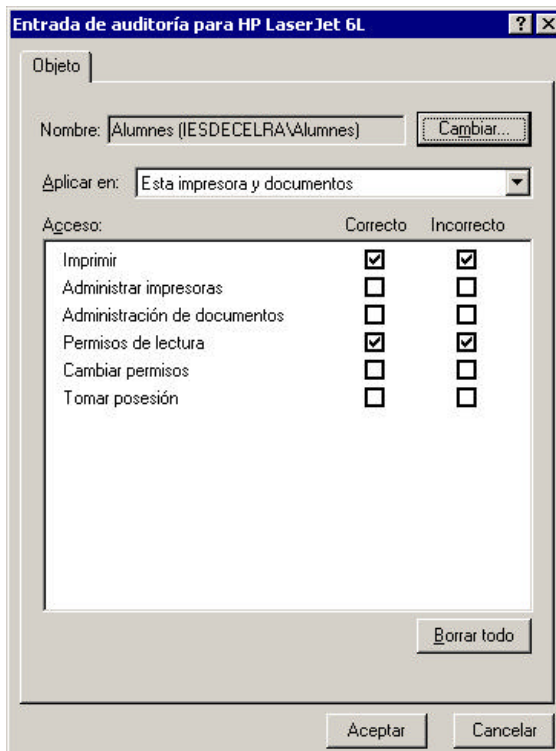 Entrada de auditoría para HP LaserJet 6L
Objeto
Nombre: Alumnes (IESDECELRA\Alumnes) Cambiar...
Aplicar en: Esta impresora y documentos
Acceso: Correcto Incorrecto
Imprimir
Administrar impresoras
Administración de documentos
Permisos de lectura
Cambiar permisos
Tomar posesión
Borrar todo
Aceptar Cancelar